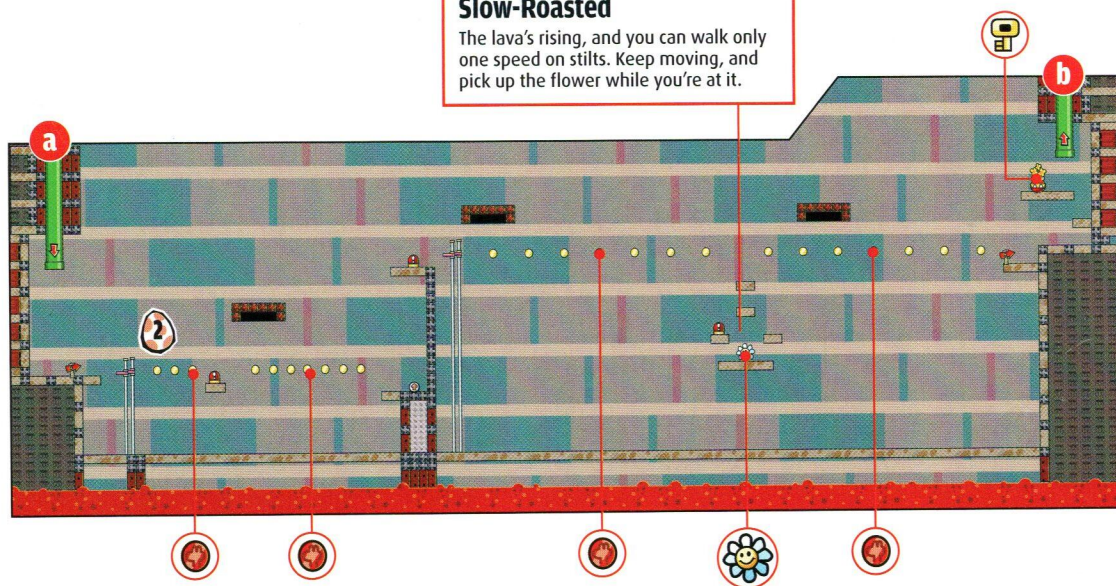 Slow-Roasted
The lava's rising, and you can walk only
one speed on stilts. Keep moving, and
pick up the flower while you're at it.
a
b
2